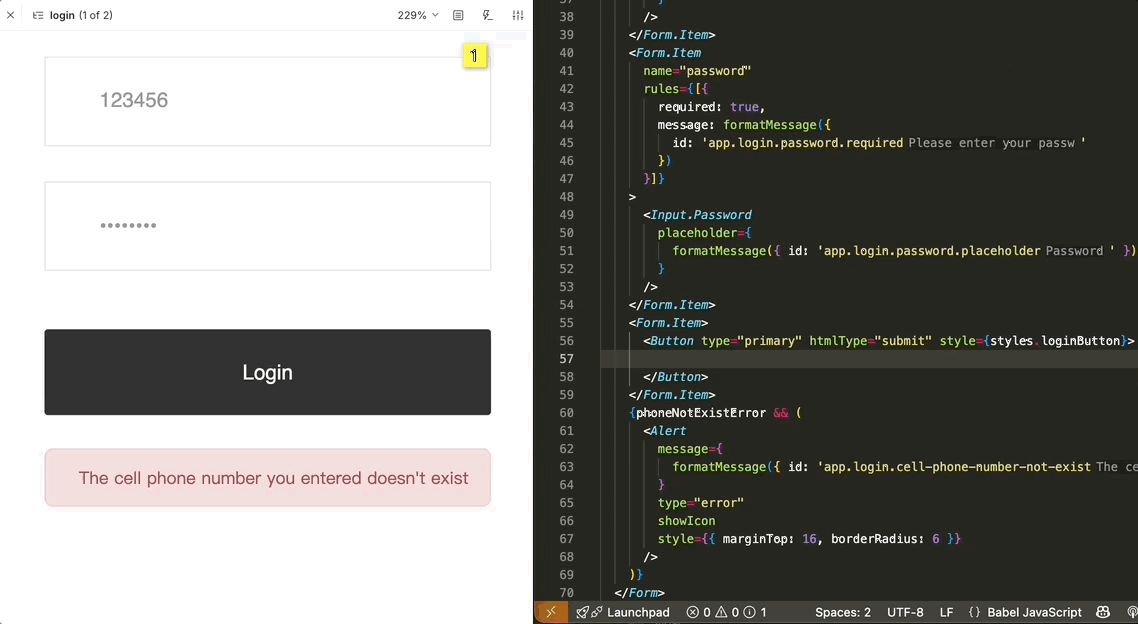 login (1 of 2)
229%
1
123456
••••••••
Login
The cell phone number you entered doesn't exist
38 />
39 </Form.Item>
40 <Form.Item
41 name="password"
42 rules={[{
43 required: true,
44 message: formatMessage({
45 id: 'app.login.password.required Please enter your passw '
46 })
47 }]}
48 >
49 <Input.Password
50 placeholder={
51 formatMessage({ id: 'app.login.password.placeholder Password ' })
52 }
53 />
54 </Form.Item>
55 <Form.Item>
56 <Button type="primary" htmlType="submit" style={styles.loginButton}>
57
58 </Button>
59 </Form.Item>
60 {phoneNotExistError && (
61 <Alert
62 message={
63 formatMessage({ id: 'app.login.cell-phone-number-not-exist The ce
64 }
65 type="error"
66 showIcon
67 style={{ marginTop: 16, borderRadius: 6 }}
68 />
69 )}
70 </Form>
Launchpad 0 0 1 Spaces: 2 UTF-8 LF {} Babel JavaScript